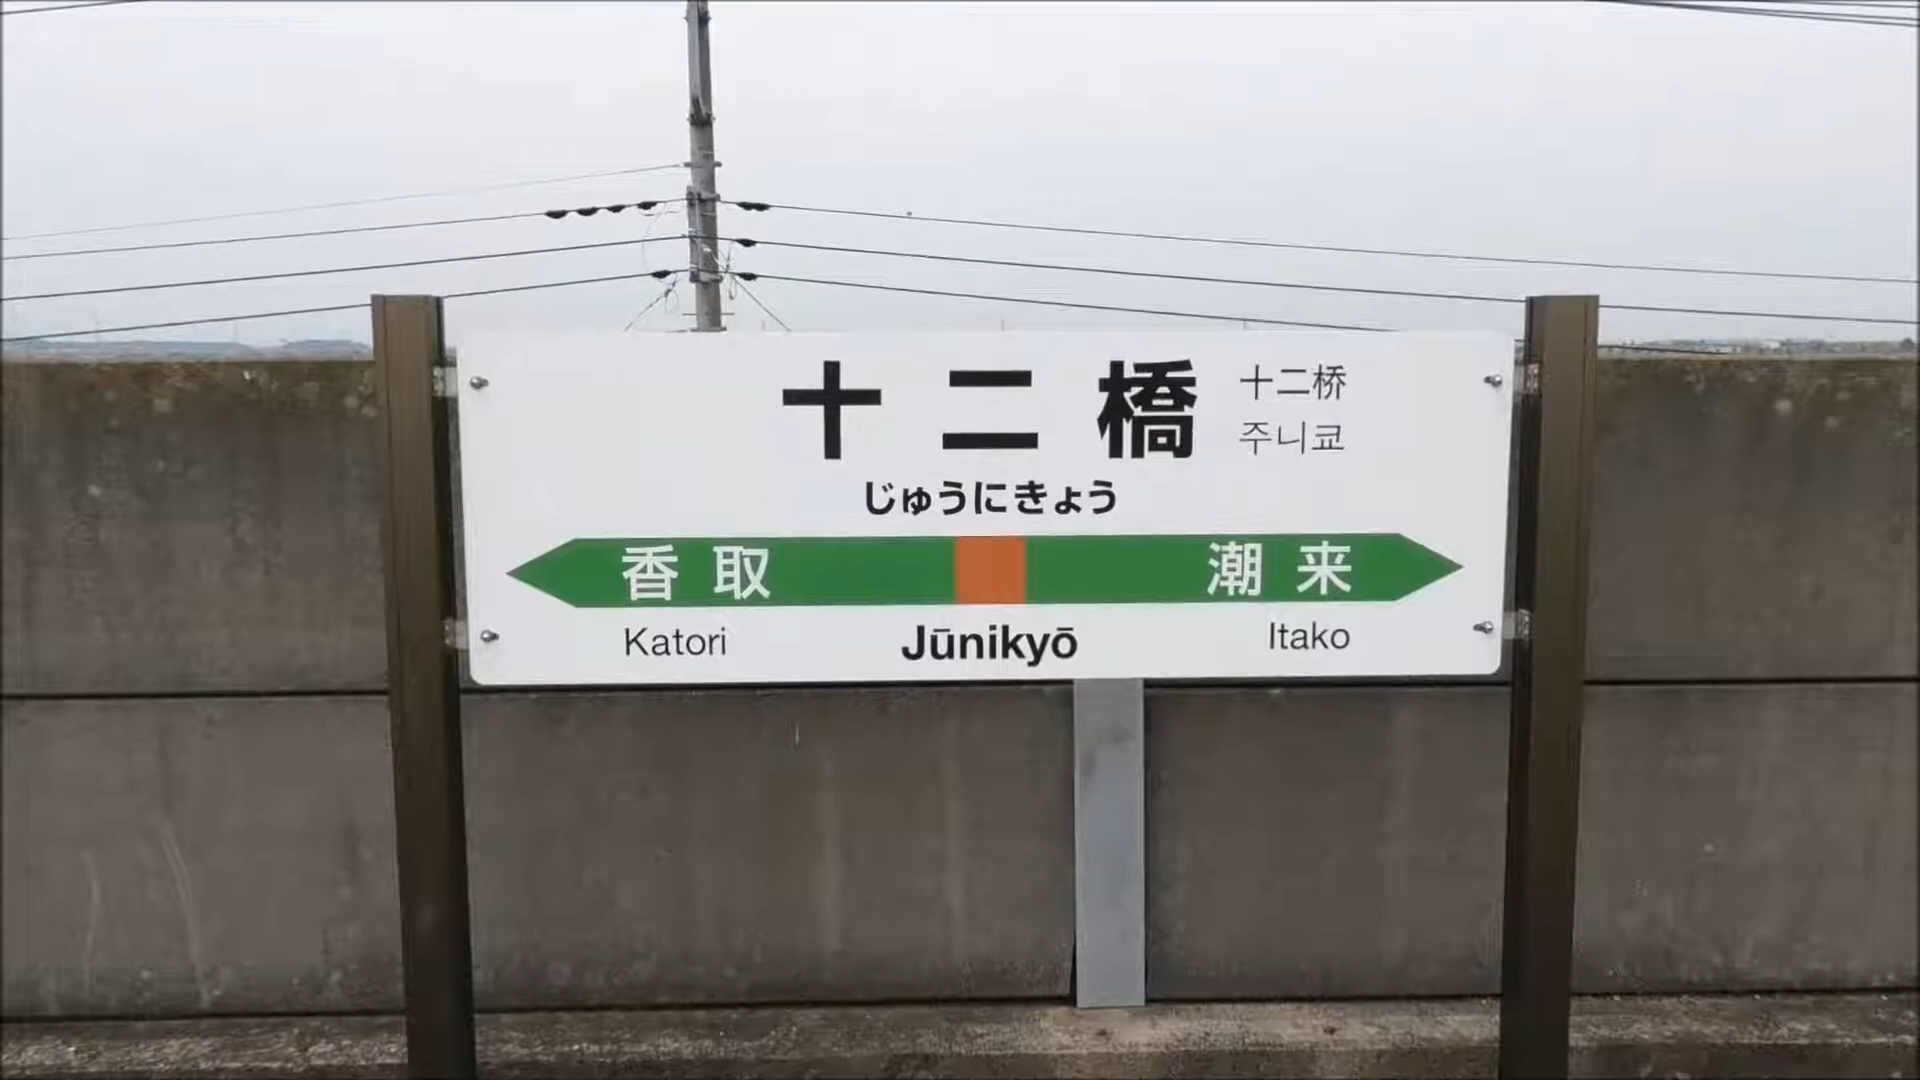 十二橋
十二桥
주니쿄
じゅうにきょう
香取 潮来
Katori Jūnikyō Itako